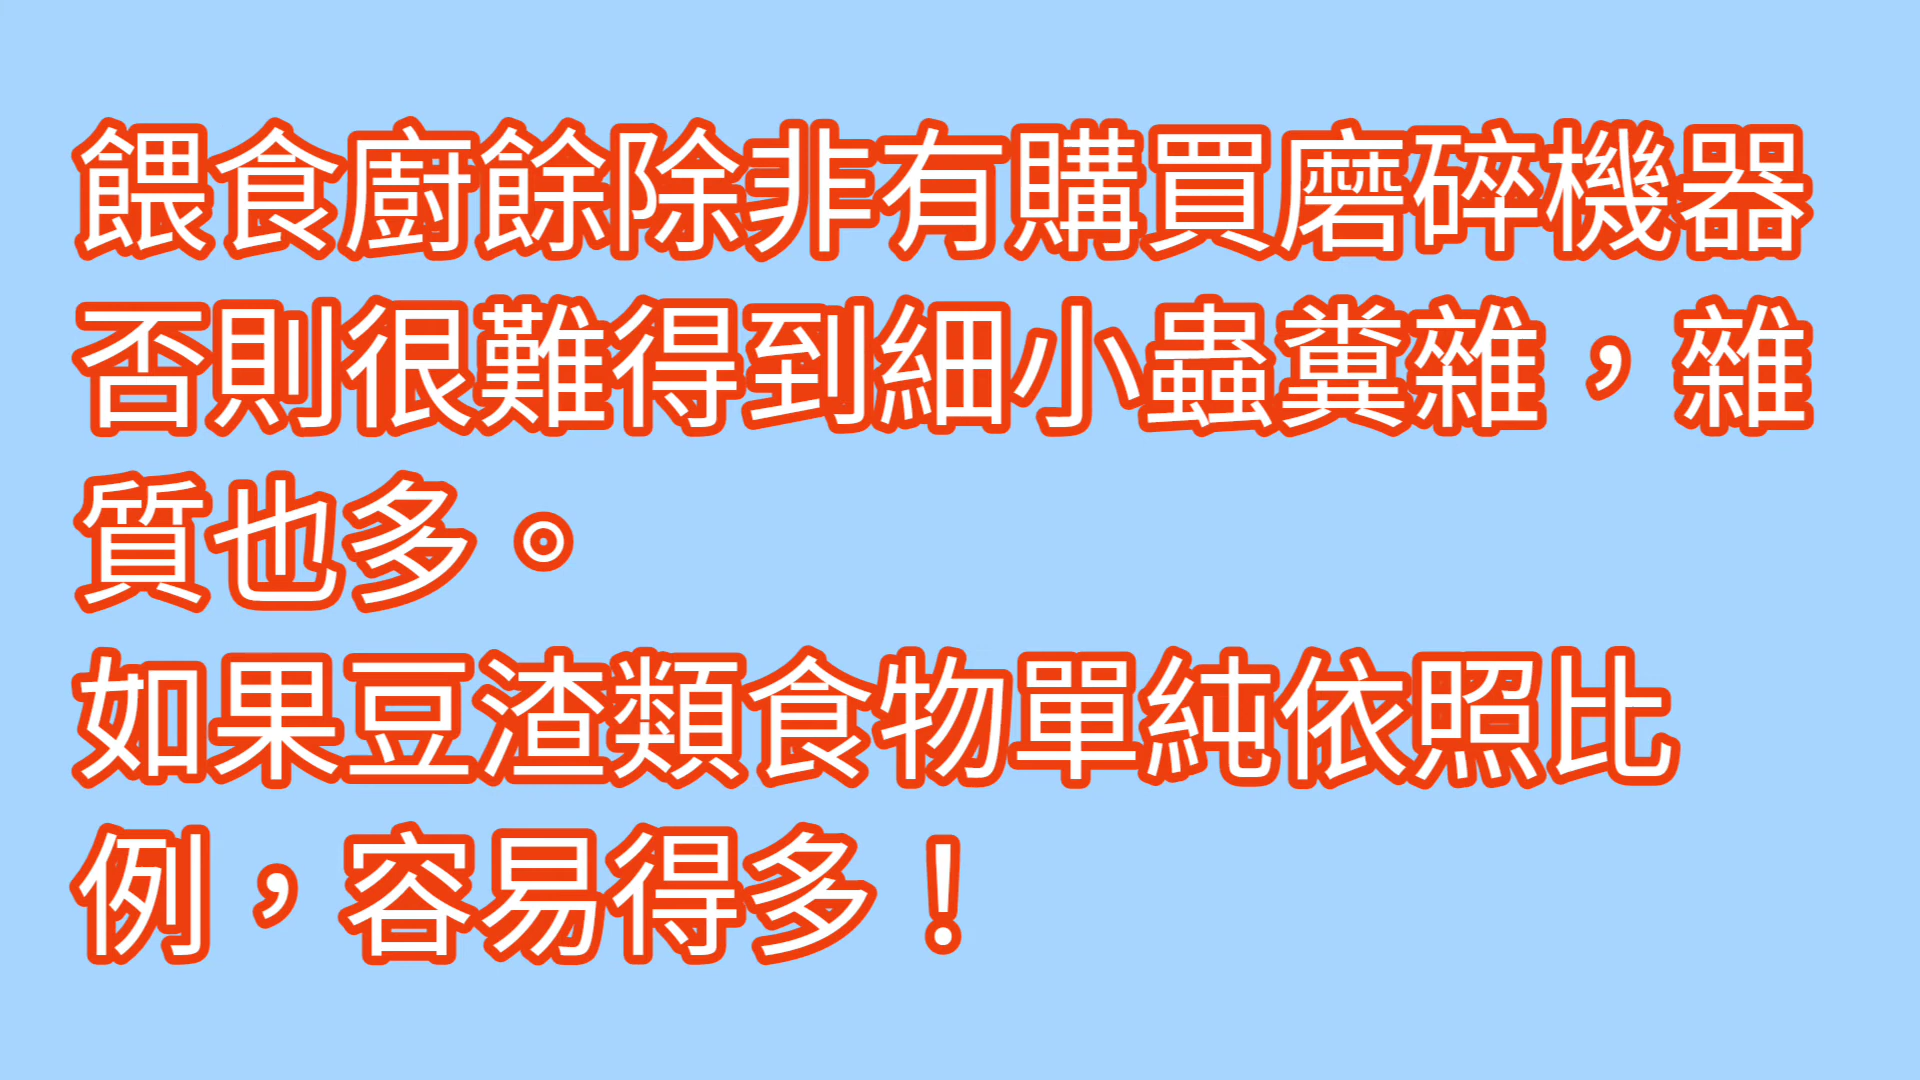 餵食廚餘除非有購買磨碎機器
否則很難得到細小蟲糞雜，雜
質也多。
如果豆渣類食物單純依照比
例，容易得多！